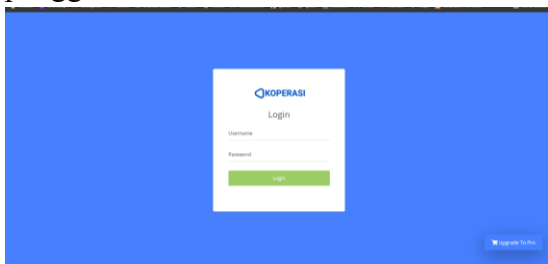 KOPERASI
Login
Username
Password
Login
Upgrade To Pro